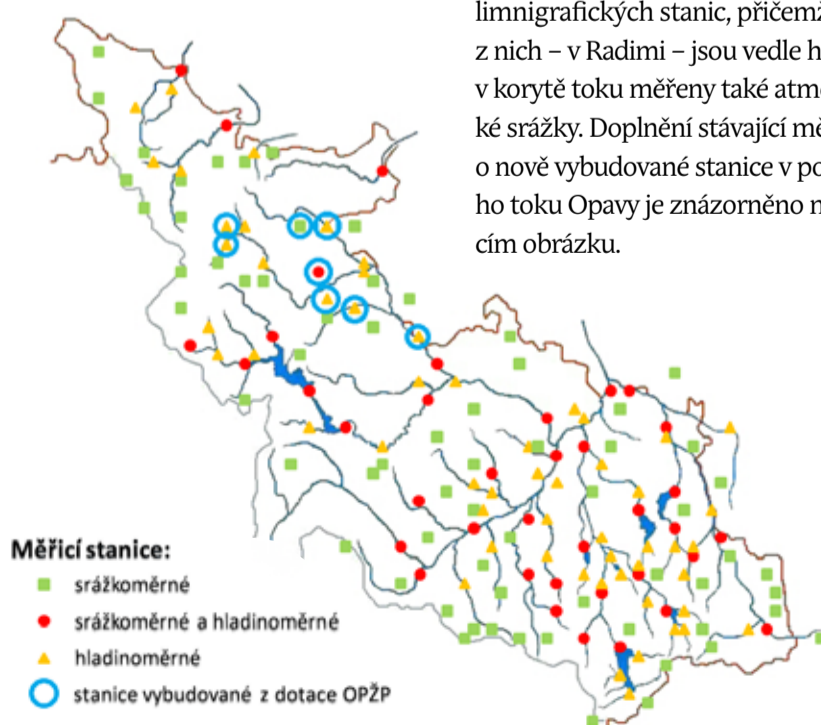 limnigrafických stanic, přičemž
z nich – v Radimi – jsou vedle h
v korytě toku měřeny také atmo
ké srážky. Doplnění stávající mě
o nově vybudované stanice v po
ho toku Opavy je znázorněno n
cím obrázku.
Měřicí stanice:
srážkoměrné
srážkoměrné a hladinoměrné
hladinoměrné
stanice vybudované z dotace OPŽP